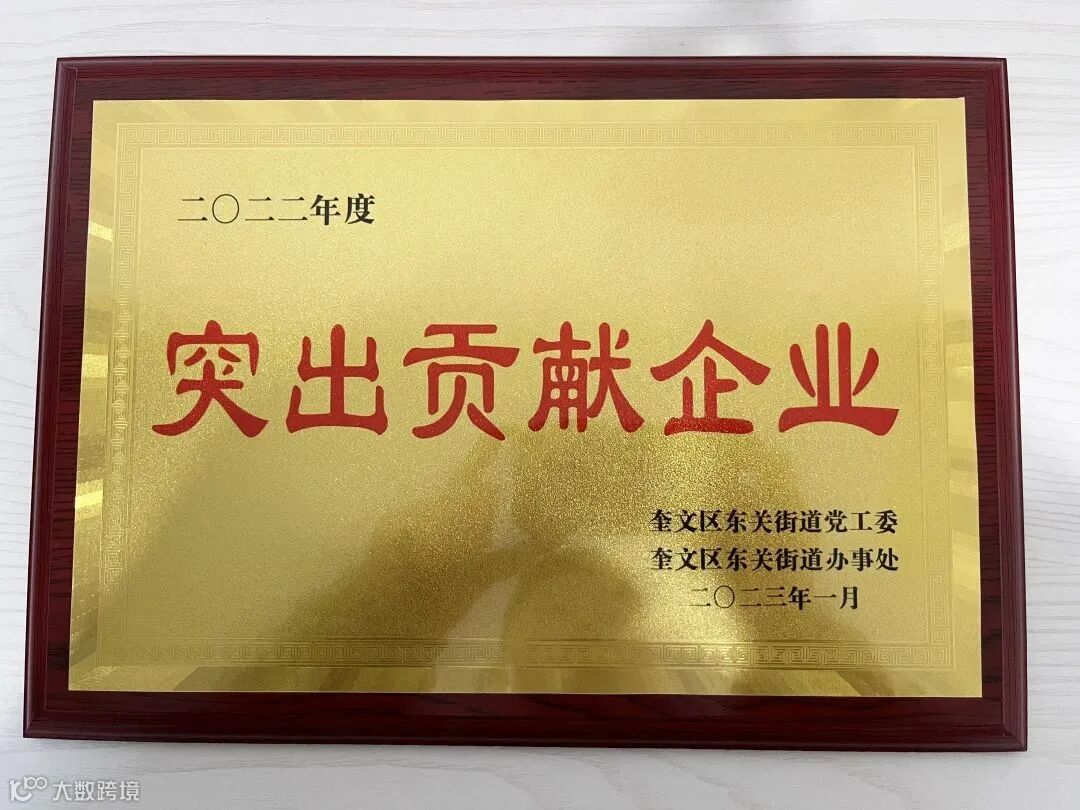 二〇二二年度
突出贡献企业
奎文区东关街道党工委
奎文区东关街道办事处
二〇二三年一月
大数跨境